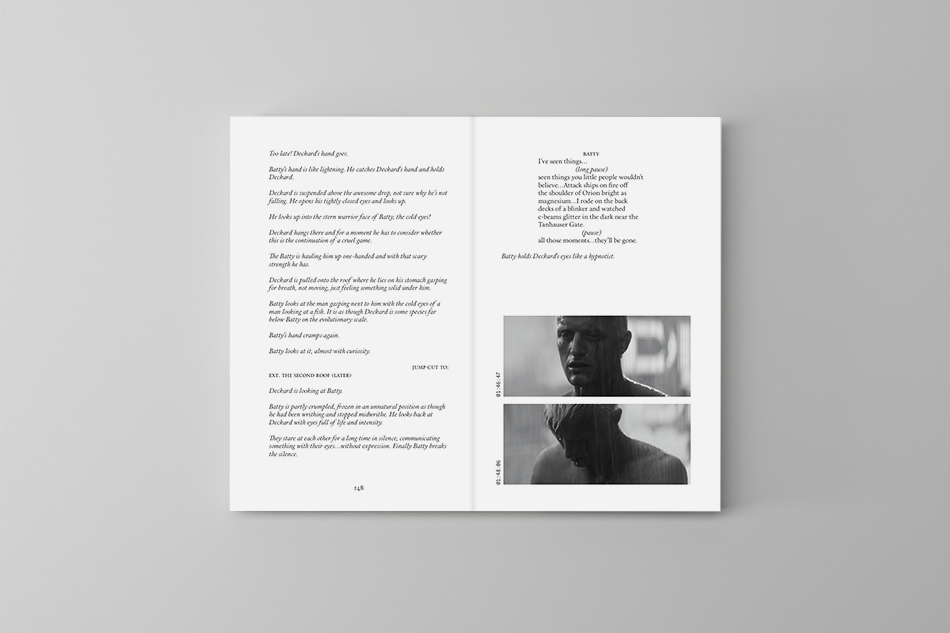 Too late! Deckard's hand goes.
Batty's hand is like lightning. He catches Deckard's hand and holds
Deckard.
Deckard is suspended above the awesome drop, not sure why he's not
falling. He opens his tightly closed eyes and looks up.
He looks up into the stern warrior face of Batty, the cold eyes!
Deckard hangs there and for a moment he has to consider whether
this is the continuation of a cruel game.
The Batty is hauling him up one-handed and with that scary
strength he has.
Deckard is pulled onto the roof where he lies on his stomach gasping
for breath, not moving, just feeling something solid under him.
Batty looks at the man gasping next to him with the cold eyes of a
man looking at a fish. It is as though Deckard is some species far
below Batty on the evolutionary scale.
Batty's hand cramps again.
Batty looks at it, almost with curiosity.
JUMP CUT TO:
EXT. THE SECOND ROOF (LATER)
Deckard is looking at Batty.
Batty is partly crumpled, frozen in an unnatural position as though
he had been writhing and stopped midwrithe. He looks back at
Deckard with eyes full of life and intensity.
They stare at each other for a long time in silence, communicating
something with their eyes...without expression. Finally Batty breaks
the silence.
148
BATTY
I've seen things...
(long pause)
seen things you little people wouldn't
believe...Attack ships on fire off
the shoulder of Orion bright as
magnesium...I rode on the back
decks of a blinker and watched
c-beams glitter in the dark near the
Tanhauser Gate.
(pause)
all those moments...they'll be gone.
Batty holds Deckard's eyes like a hypnotist.
01:46:47
01:48:06